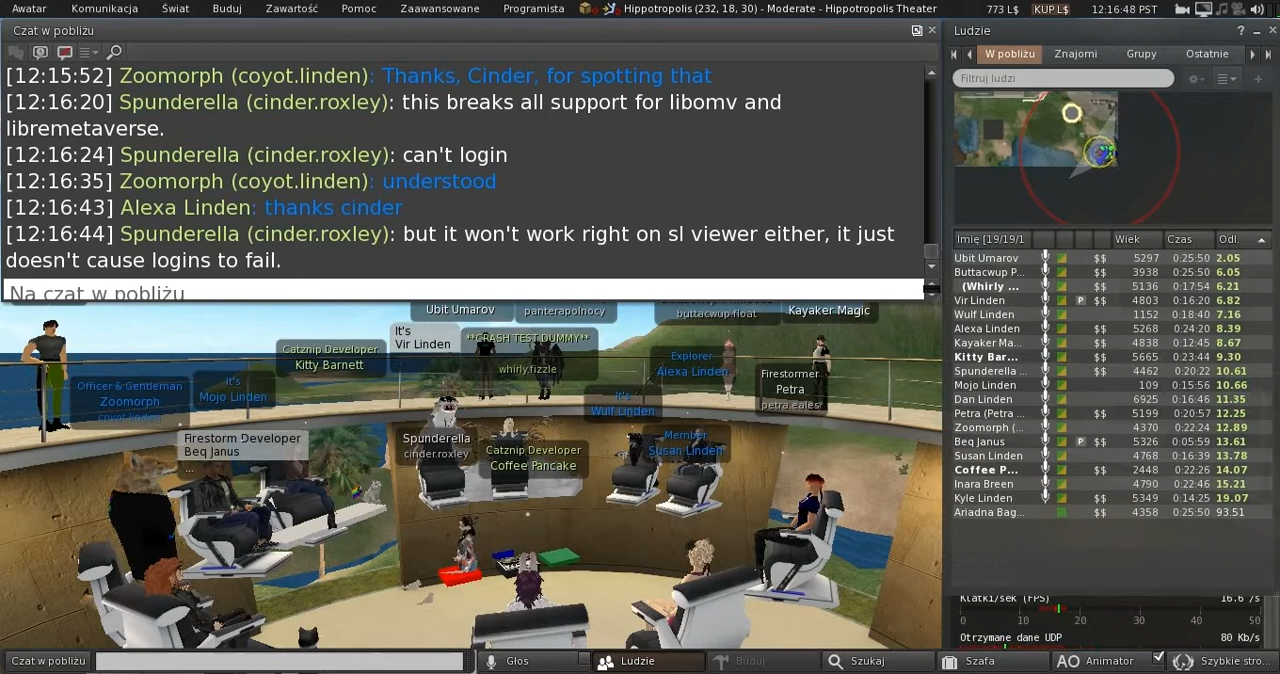 Awatar Komunikacja Świat Buduj Zawartość Pomoc Zaawansowane Programista Hippotropolis (232, 18, 30) - Moderate - Hippotropolis Theater 773 L$ KUP L$ 12:16:48 PST
Czat w pobliżu
[12:15:52] Zoomorph (coyot.linden): Thanks, Cinder, for spotting that
[12:16:20] Spunderella (cinder.roxley): this breaks all support for libomv and
libremetaverse.
[12:16:24] Spunderella (cinder.roxley): can't login
[12:16:35] Zoomorph (coyot.linden): understood
[12:16:43] Alexa Linden: thanks cinder
[12:16:44] Spunderella (cinder.roxley): but it won't work right on sl viewer either, it just
doesn't cause logins to fail.
Na czat w pobliżu
Ubit Umarov
panterapolnocy
buttacwup.float
Kayaker Magic
It's
Vir Linden
**CRASH TEST DUMMY**
whirly.fizzle
Catznip Developer
Kitty Barnett
Explorer
Alexa Linden
Officer & Gentleman
Zoomorph
coyot.linden
It's
Mojo Linden
Firestormer
Petra
petra.eales
It's
Wulf Linden
Firestorm Developer
Beq Janus
...
Spunderella
cinder.roxley
Catznip Developer
Coffee Pancake
Member
Susan Linden
Ludzie
W pobliżu Znajomi Grupy Ostatnie
Filtruj ludzi
Imię [19/19/1 Wiek Czas Odl.
Ubit Umarov $$ 5297 0:25:50 2.05
Buttacwup P... $$ 3938 0:25:50 6.05
(Whirly ... $$ 5136 0:17:54 6.21
Vir Linden P $$ 4803 0:16:20 6.82
Wulf Linden 1152 0:18:40 7.16
Alexa Linden $$ 5268 0:24:20 8.39
Kayaker Ma... $$ 4838 0:12:45 8.67
Kitty Bar... $$ 5665 0:23:44 9.30
Spunderella ... $$ 4462 0:20:22 10.61
Mojo Linden 109 0:15:56 10.66
Dan Linden 6925 0:16:46 11.35
Petra (Petra ... $$ 5199 0:20:57 12.25
Zoomorph (... 4370 0:22:24 12.89
Beq Janus P $$ 5326 0:05:59 13.61
Susan Linden 4768 0:16:39 13.78
Coffee P... $$ 2448 0:22:26 14.07
Inara Breen 4790 0:22:46 15.21
Kyle Linden $$ 5349 0:14:25 19.07
Ariadna Bag... $$ 4358 0:25:50 93.51
Klatki/sek (FPS) 16.6 /s
0 10 20 30 40 50
Otrzymane dane UDP 80 Kb/s
Czat w pobliżu Głos Ludzie Buduj Szukaj Szafa AO Animator Szybkie stro...